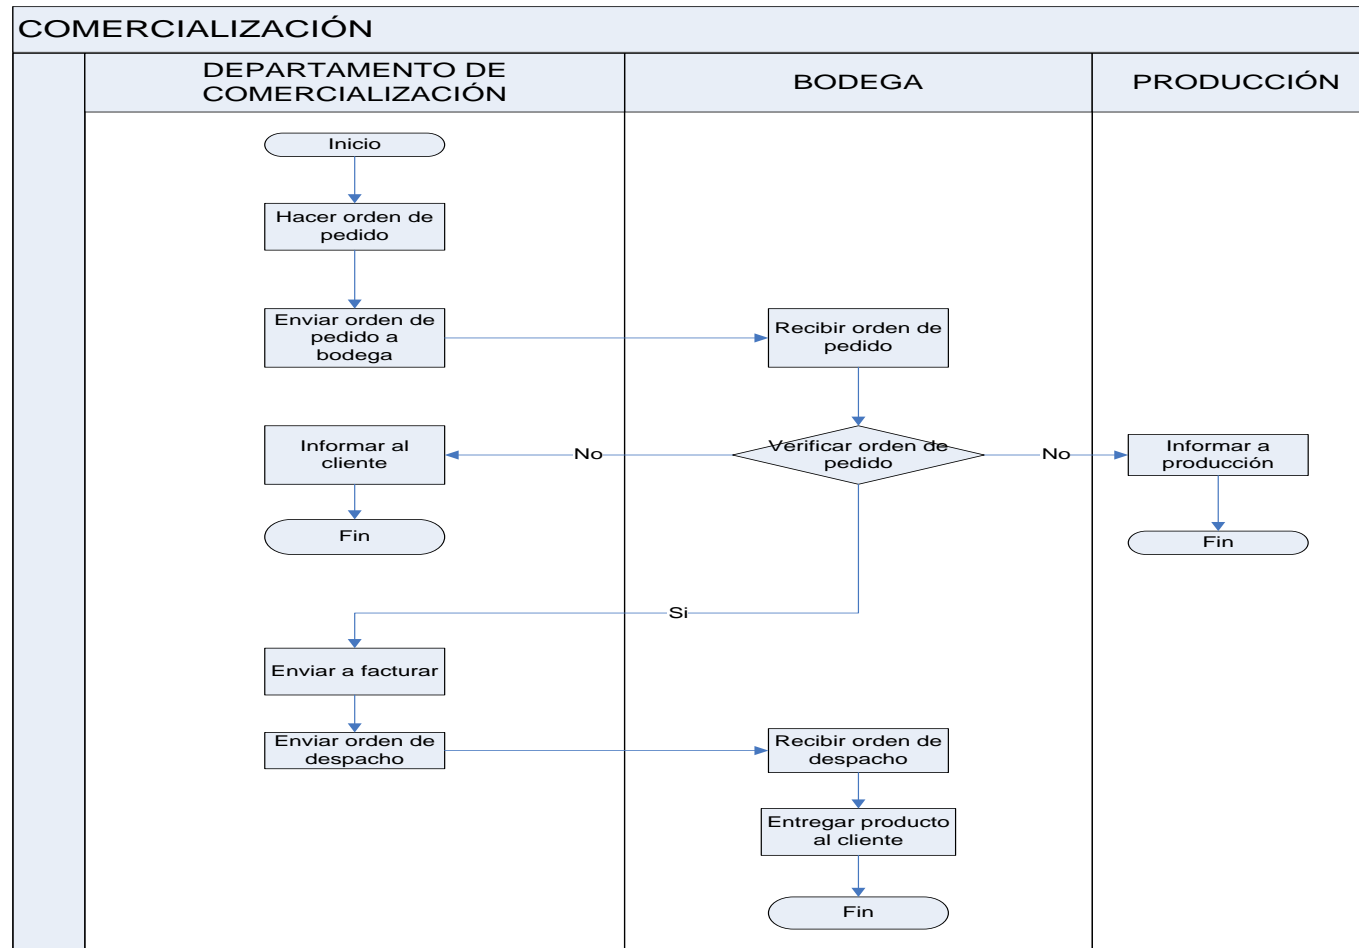 COMERCIALIZACIÓN
DEPARTAMENTO DE
COMERCIALIZACIÓN
BODEGA
PRODUCCIÓN
Inicio
Hacer orden de
pedido
Enviar orden de
pedido a
bodega
Recibir orden de
pedido
Informar al
cliente
No
Verificar orden de
pedido
No
Informar a
producción
Fin
Fin
Si
Enviar a facturar
Enviar orden de
despacho
Recibir orden de
despacho
Entregar producto
al cliente
Fin